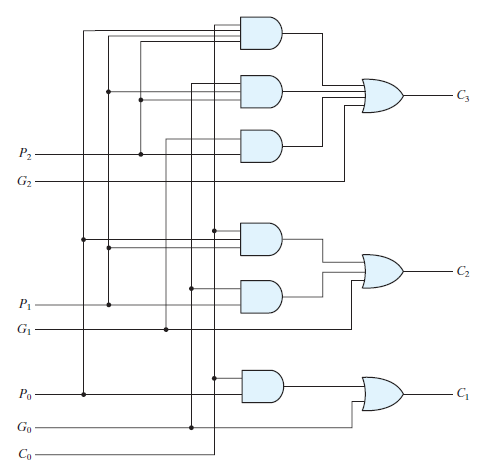 C₃
P₂
G₂
C₂
P₁
G₁
P₀
C₁
G₀
C₀